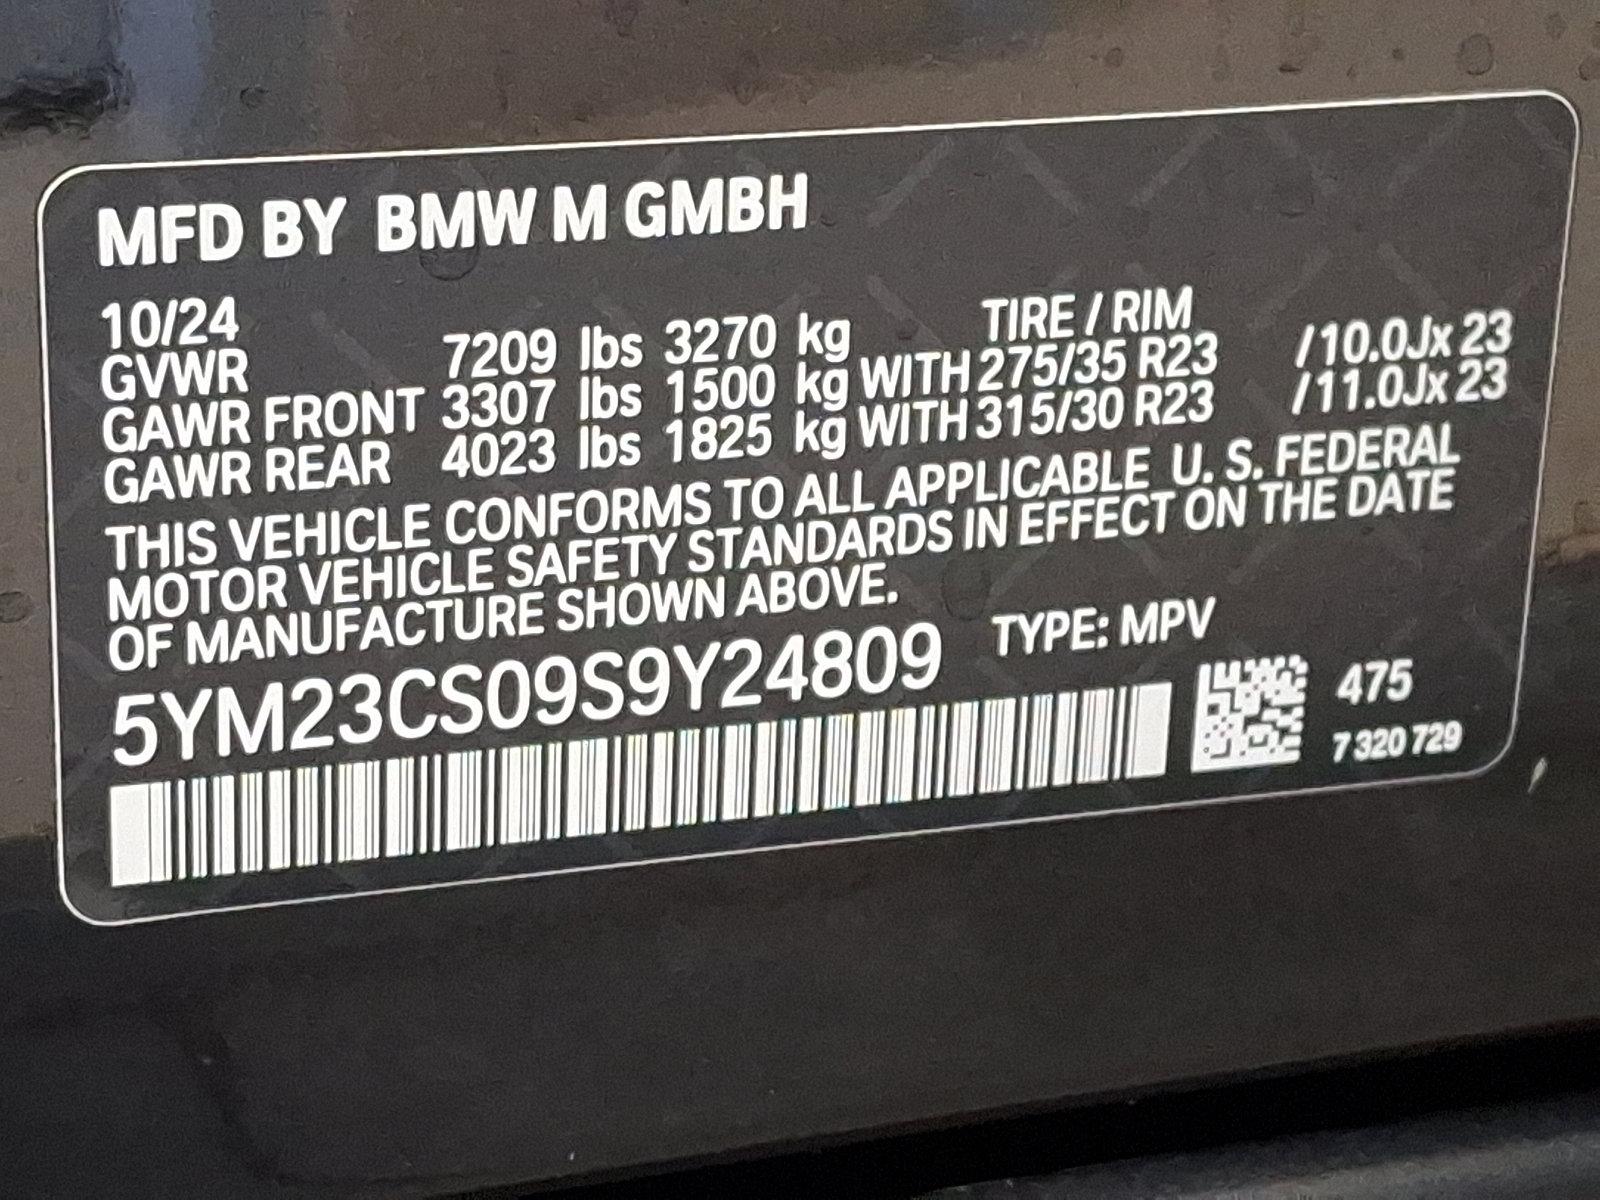 MFD BY BMW M GMBH
10/24 TIRE / RIM
GVWR 7209 lbs 3270 kg
GAWR FRONT 3307 lbs 1500 kg WITH 275/35 R23 /10.0Jx 23
GAWR REAR 4023 lbs 1825 kg WITH 315/30 R23 /11.0Jx 23
THIS VEHICLE CONFORMS TO ALL APPLICABLE U. S. FEDERAL
MOTOR VEHICLE SAFETY STANDARDS IN EFFECT ON THE DATE
OF MANUFACTURE SHOWN ABOVE.
5YM23CS09S9Y24809 TYPE: MPV
475
7 320 729